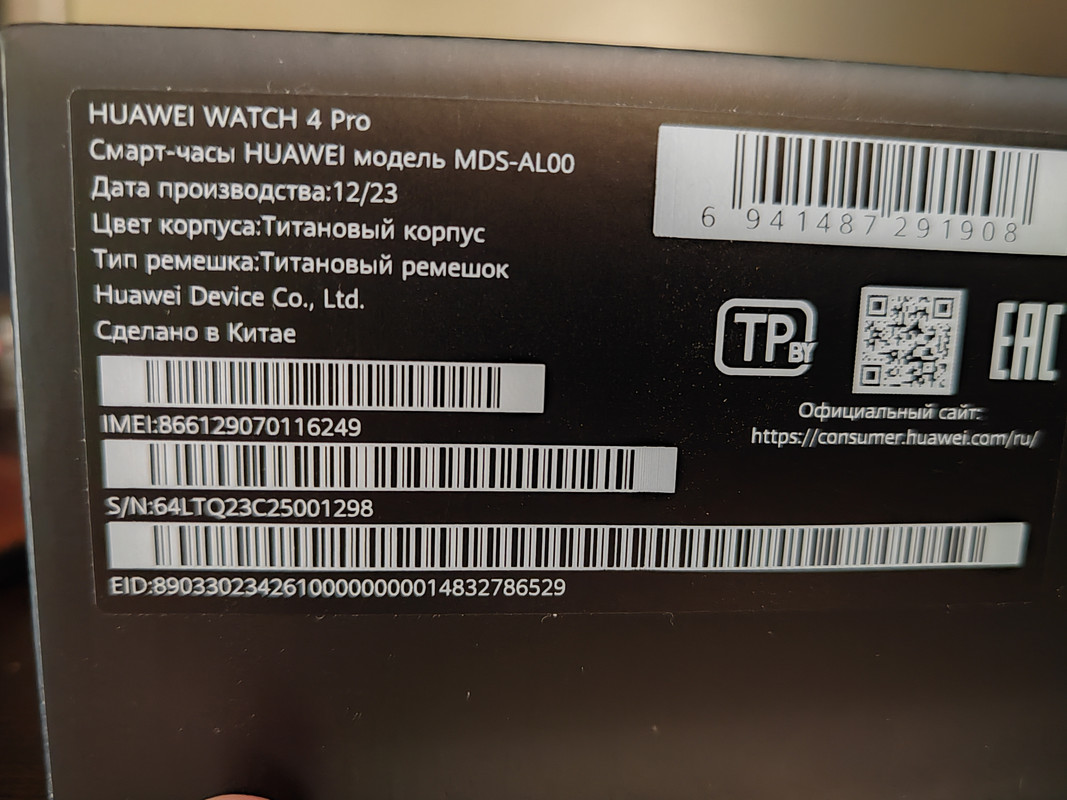 HUAWEI WATCH 4 Pro
Смарт-часы HUAWEI модель MDS-AL00
Дата производства:12/23
Цвет корпуса:Титановый корпус
Тип ремешка:Титановый ремешок
Huawei Device Co., Ltd.
Сделано в Китае
IMEI:866129070116249
S/N:64LTQ23C25001298
EID:89033023426100000000014832786529
6 941487 291908
TP BY
EAC
Официальный сайт:
https://consumer.huawei.com/ru/